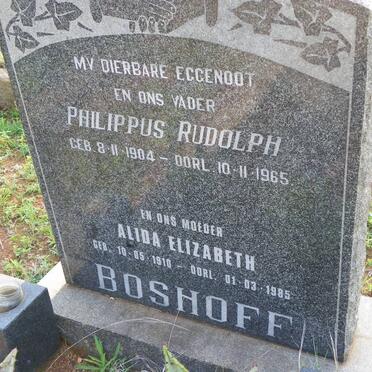 MY DIERBARE EGGENOOT
EN ONS VADER
PHILIPPUS RUDOLPH
GEB. 8·11·1904 – OORL. 10·11·1965
EN ONS MOEDER
ALIDA ELIZABETH
GEB. 10·05·1910 – OORL. 01·03·1985
BOSHOFF